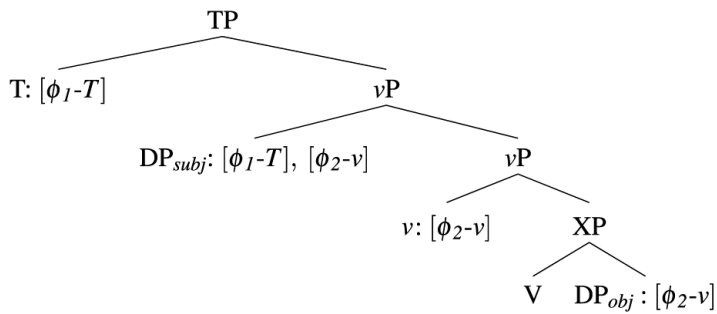 TP
T: [ϕ1-T] vP
DPsubj: [ϕ1-T], [ϕ2-v] vP
v: [ϕ2-v] XP
V DPobj : [ϕ2-v]